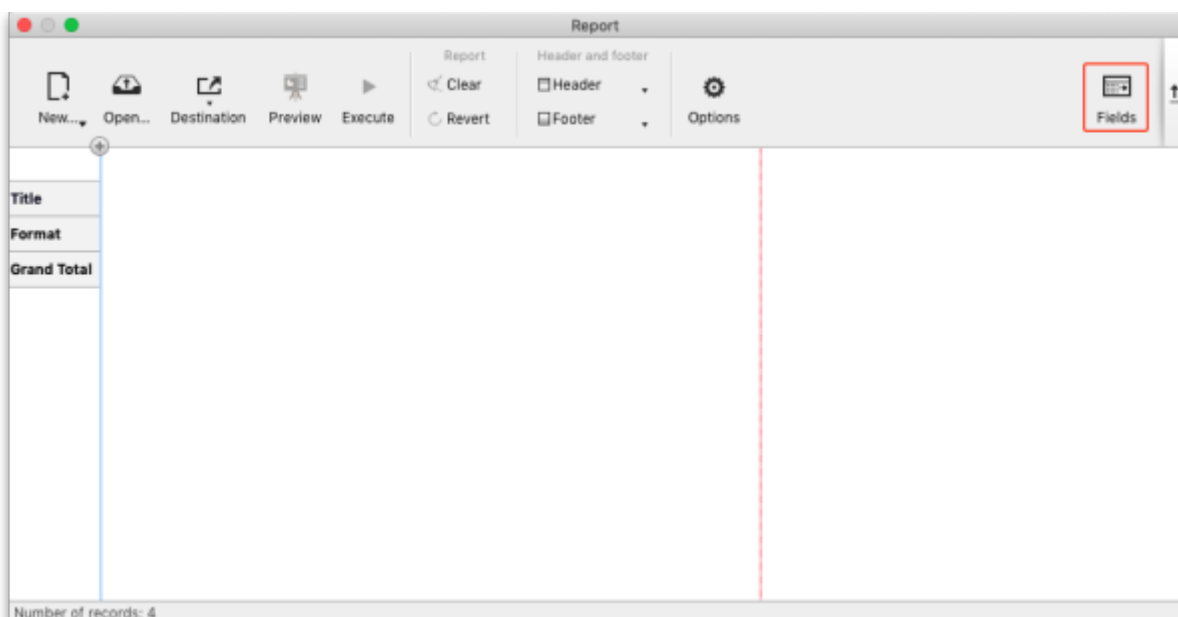 Report
Report Header and footer
Clear Header
New... Open... Destination Preview Execute Revert Footer Options Fields
Title
Format
Grand Total
Number of records: 4